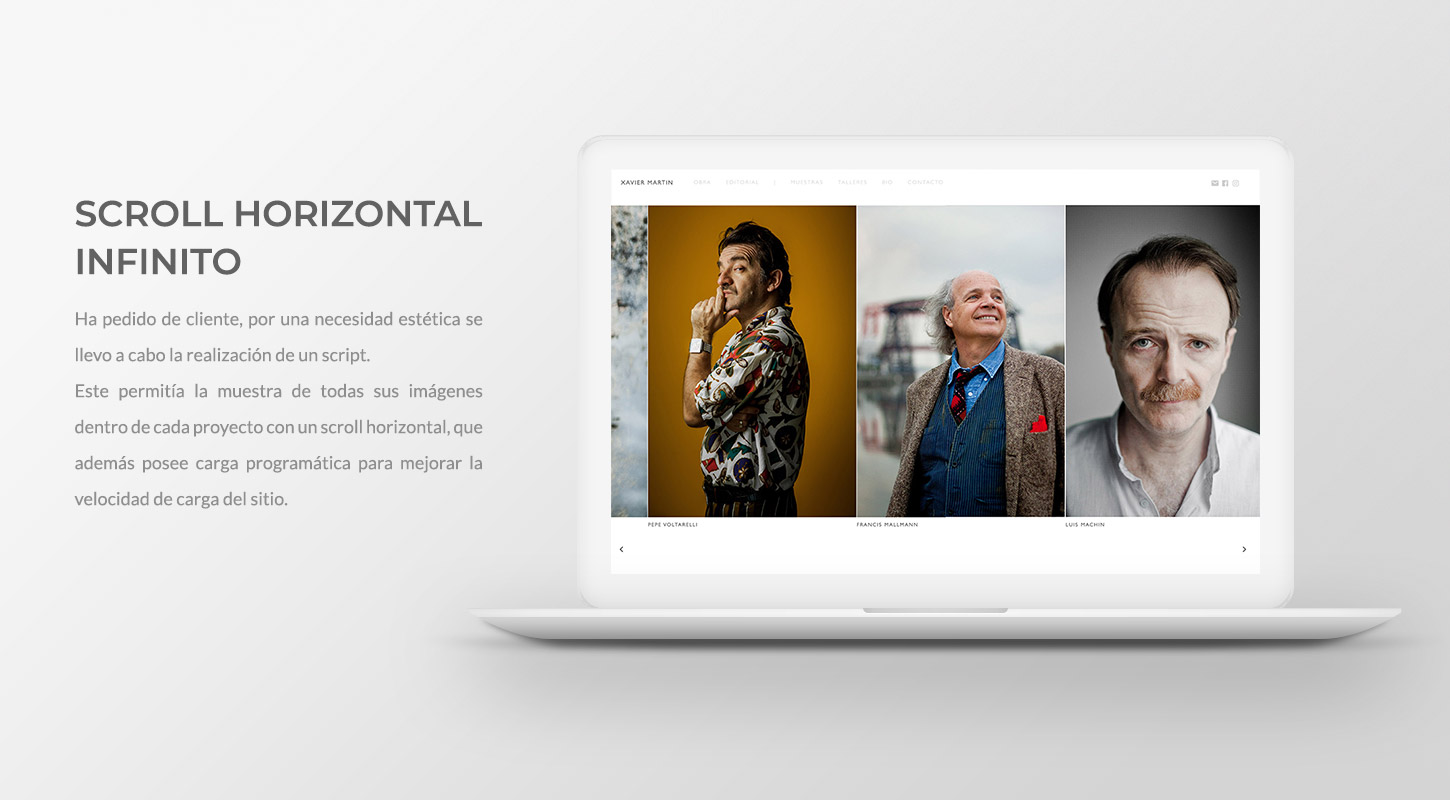 SCROLL HORIZONTAL
INFINITO
Ha pedido de cliente, por una necesidad estética se
llevo a cabo la realización de un script.
Este permitía la muestra de todas sus imágenes
dentro de cada proyecto con un scroll horizontal, que
además posee carga programática para mejorar la
velocidad de carga del sitio.
XAVIER MARTIN OBRA EDITORIAL | MUESTRAS TALLERES BIO CONTACTO
PEPE VOLTARELLI FRANCIS MALLMANN LUIS MACHIN